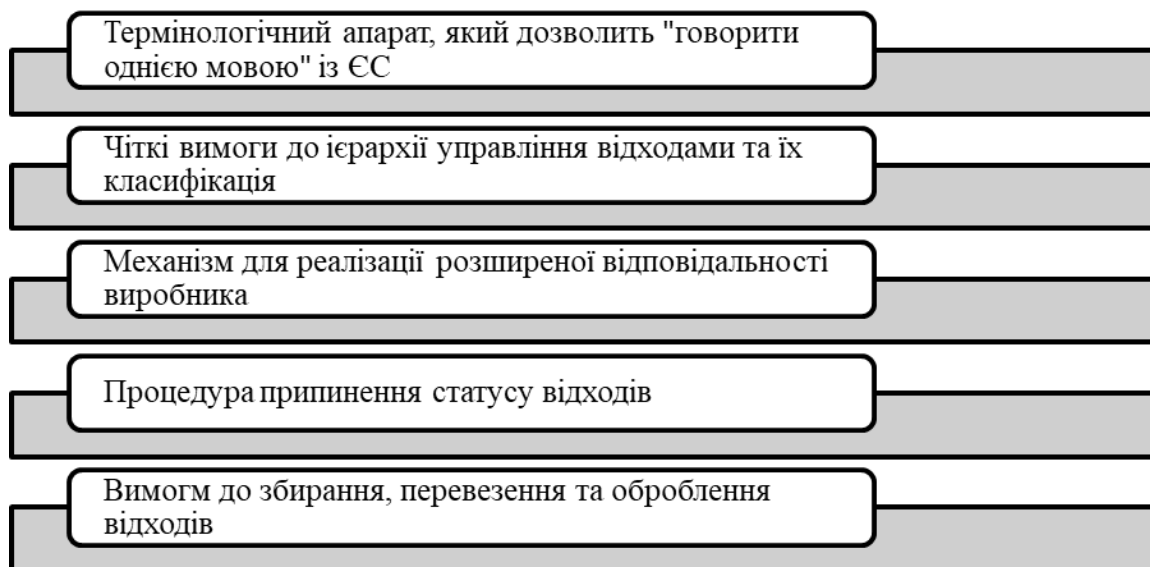 Термінологічний апарат, який дозволить "говорити
однією мовою" із ЄС
Чіткі вимоги до ієрархії управління відходами та їх
класифікація
Механізм для реалізації розширеної відповідальності
виробника
Процедура припинення статусу відходів
Вимогм до збирання, перевезення та оброблення
відходів